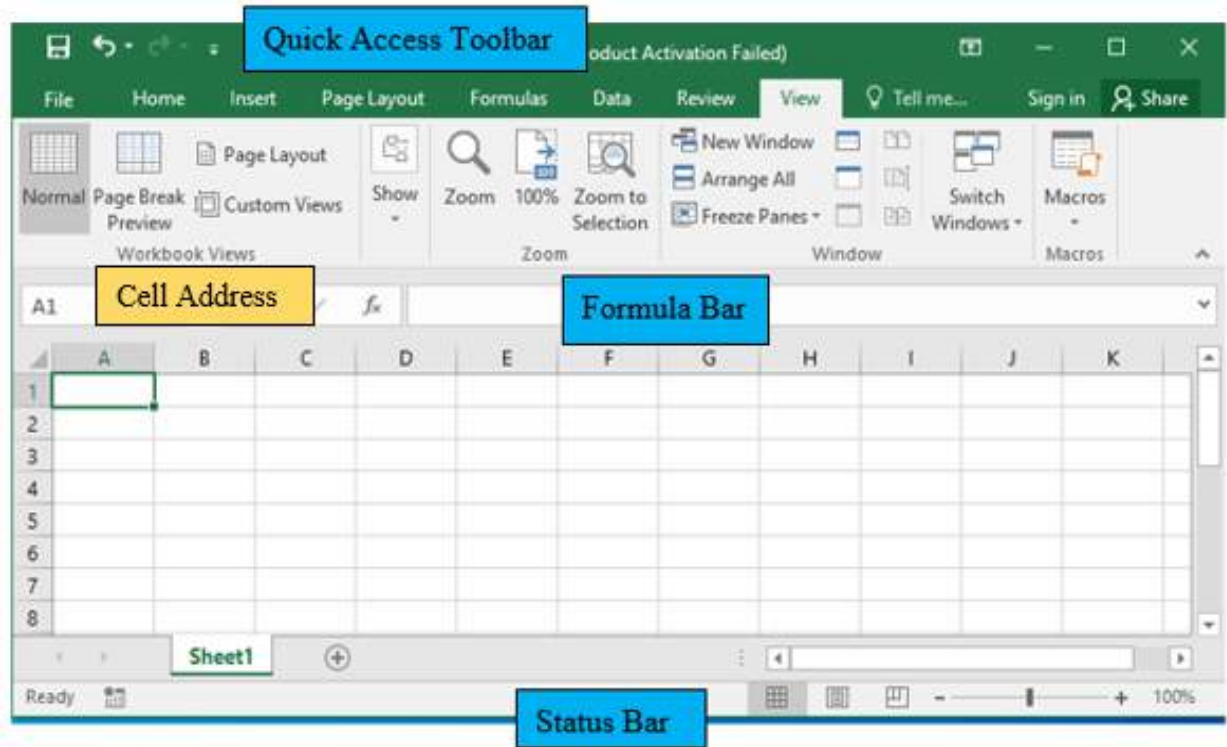 Quick Access Toolbar
oduct Activation Failed)
File Home Insert Page Layout Formulas Data Review View Tell me... Sign in Share
Normal Page Break Preview Page Layout Custom Views Show Zoom 100% Zoom to Selection New Window Arrange All Freeze Panes Switch Windows Macros
Workbook Views Zoom Window Macros
Cell Address
Formula Bar
A1 fx
A B C D E F G H I J K
1
2
3
4
5
6
7
8
Sheet1
Ready 100%
Status Bar